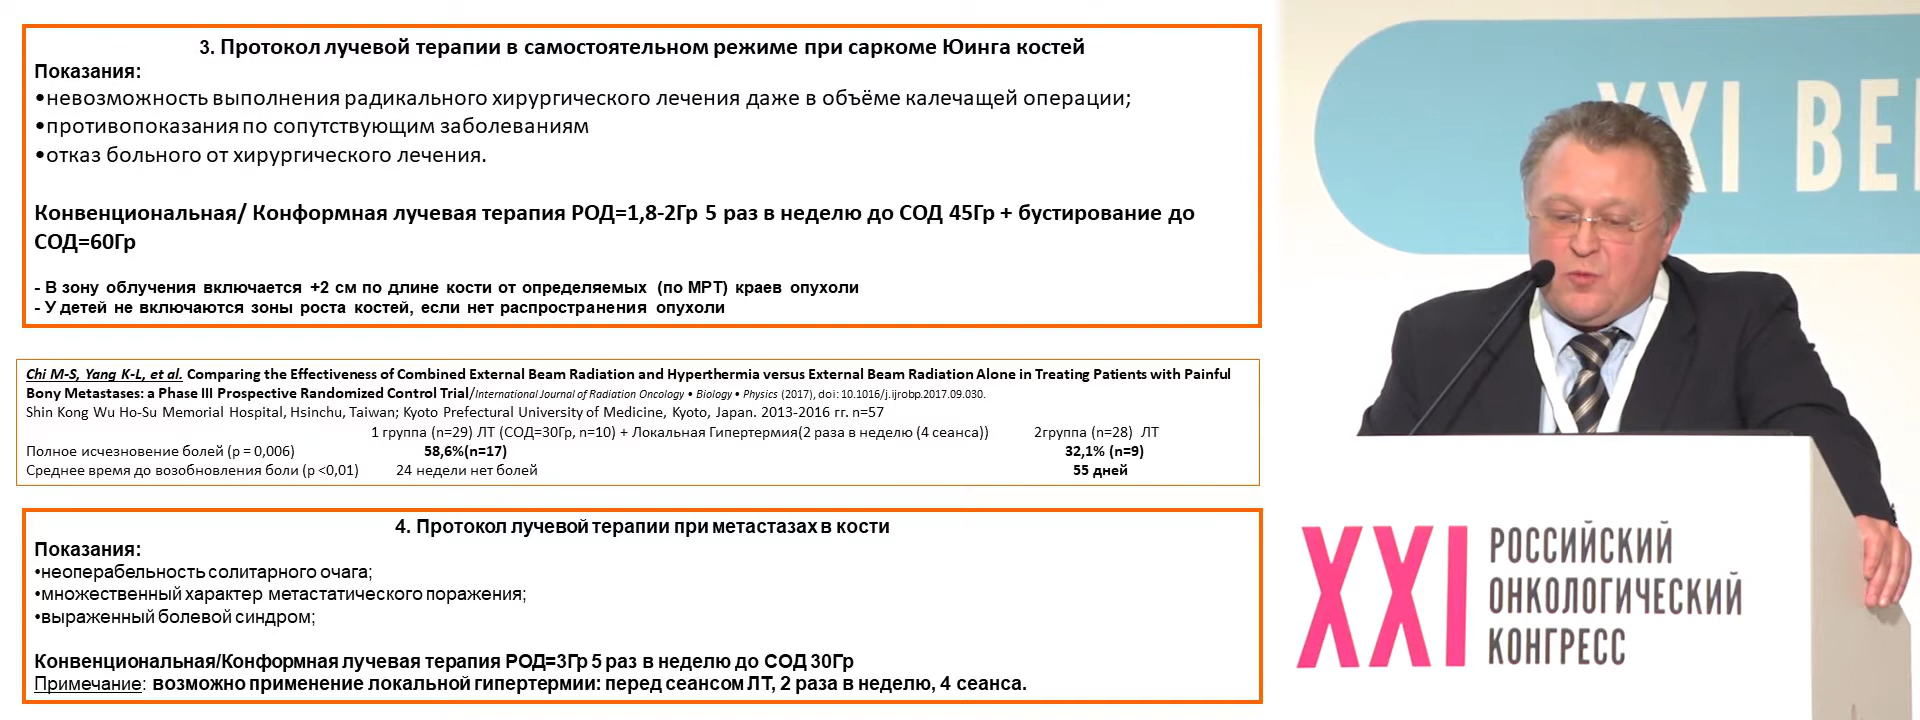 3. Протокол лучевой терапии в самостоятельном режиме при саркоме Юинга костей
Показания:
•невозможность выполнения радикального хирургического лечения даже в объёме калечащей операции;
•противопоказания по сопутствующим заболеваниям
•отказ больного от хирургического лечения.
Конвенциональная/ Конформная лучевая терапия РОД=1,8-2Гр 5 раз в неделю до СОД 45Гр + бустирование до
СОД=60Гр
- В зону облучения включается +2 см по длине кости от определяемых (по МРТ) краев опухоли
- У детей не включаются зоны роста костей, если нет распространения опухоли
Chi M-S, Yang K-L, et al. Comparing the Effectiveness of Combined External Beam Radiation and Hyperthermia versus External Beam Radiation Alone in Treating Patients with Painful
Bony Metastases: a Phase III Prospective Randomized Control Trial/International Journal of Radiation Oncology • Biology • Physics (2017), doi: 10.1016/j.ijrobp.2017.09.030.
Shin Kong Wu Ho-Su Memorial Hospital, Hsinchu, Taiwan; Kyoto Prefectural University of Medicine, Kyoto, Japan. 2013-2016 гг. n=57
1 группа (n=29) ЛТ (СОД=30Гр, n=10) + Локальная Гипертермия(2 раза в неделю (4 сеанса)) 2группа (n=28) ЛТ
Полное исчезновение болей (p = 0,006) 58,6%(n=17) 32,1% (n=9)
Среднее время до возобновления боли (p <0,01) 24 недели нет болей 55 дней
4. Протокол лучевой терапии при метастазах в кости
Показания:
•неоперабельность солитарного очага;
•множественный характер метастатического поражения;
•выраженный болевой синдром;
Конвенциональная/Конформная лучевая терапия РОД=3Гр 5 раз в неделю до СОД 30Гр
Примечание: возможно применение локальной гипертермии: перед сеансом ЛТ, 2 раза в неделю, 4 сеанса.
XXI ВЕ
XXI РОССИЙСКИЙ
ОНКОЛОГИЧЕСКИЙ
КОНГРЕСС